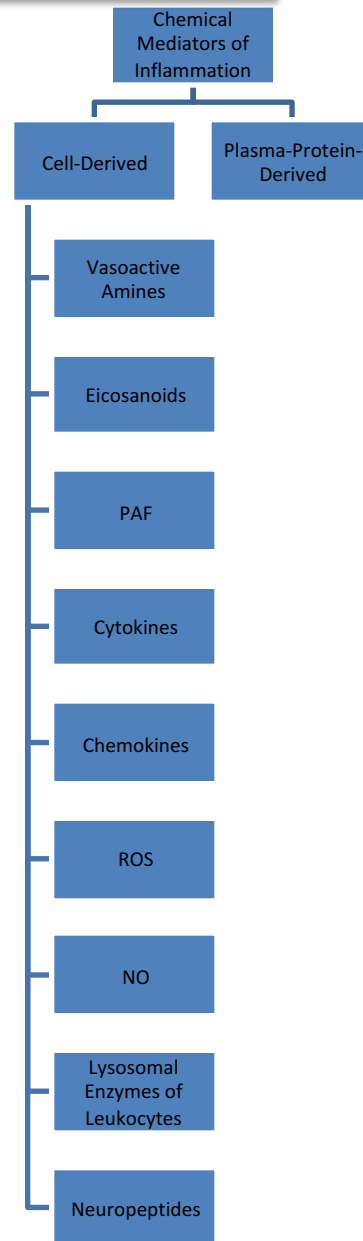 Chemical
Mediators of
Inflammation
Cell-Derived
Plasma-Protein-
Derived
Vasoactive
Amines
Eicosanoids
PAF
Cytokines
Chemokines
ROS
NO
Lysosomal
Enzymes of
Leukocytes
Neuropeptides